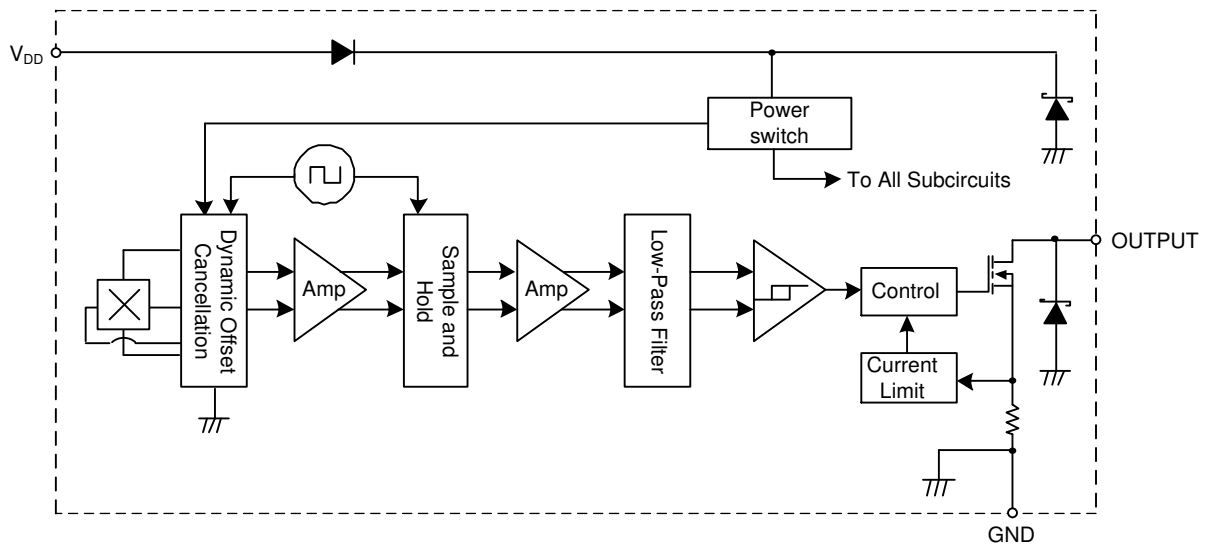 V_DD
Power
switch
To All Subcircuits
Dynamic Offset
Cancellation
Amp
Sample and
Hold
Amp
Low-Pass Filter
Control
OUTPUT
Current
Limit
GND